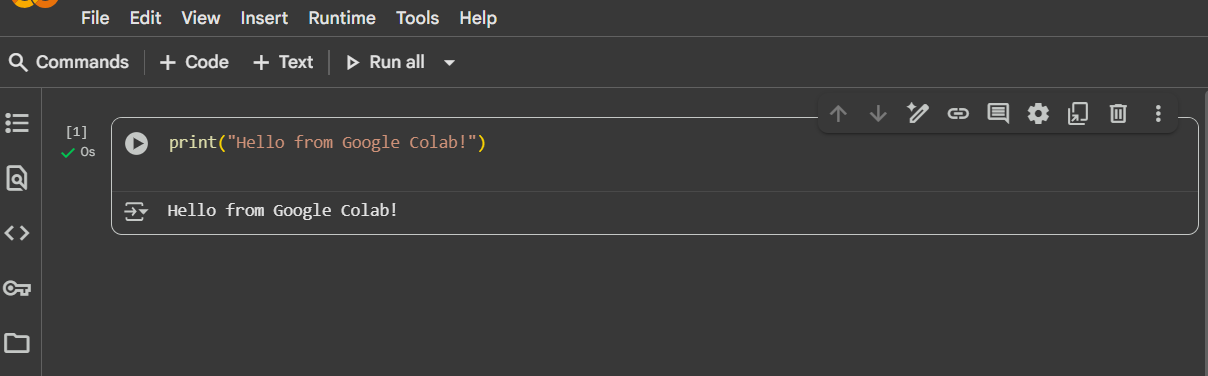 File Edit View Insert Runtime Tools Help
Commands + Code + Text Run all
[1] print("Hello from Google Colab!")
0s
Hello from Google Colab!